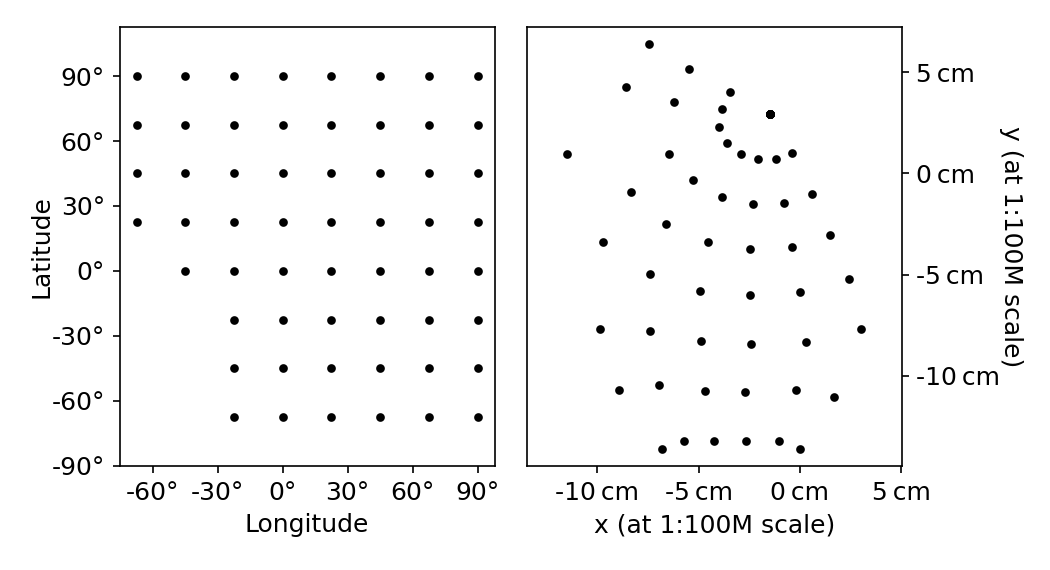 90°
60°
30°
0°
-30°
-60°
-90°
Latitude
-60° -30° 0° 30° 60° 90°
Longitude
5 cm
0 cm
-5 cm
-10 cm
y (at 1:100M scale)
-10 cm -5 cm 0 cm 5 cm
x (at 1:100M scale)